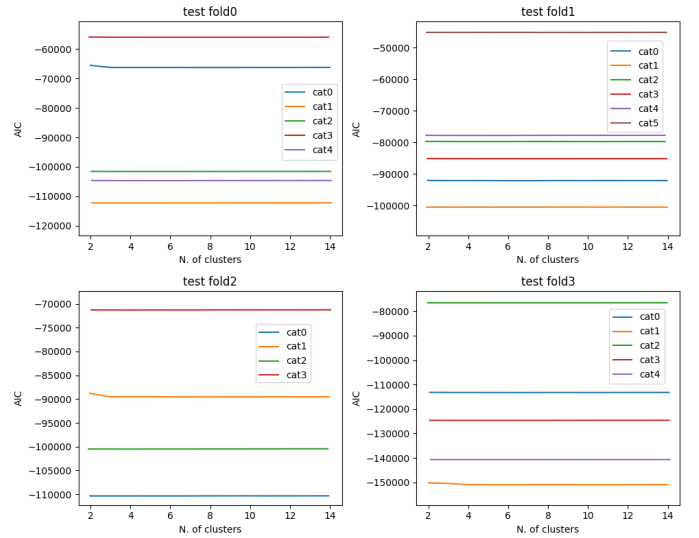 test fold0
AIC
−60000
−70000
−80000
−90000
−100000
−110000
−120000
cat0
cat1
cat2
cat3
cat4
2 4 6 8 10 12 14
N. of clusters
test fold1
AIC
−50000
−60000
−70000
−80000
−90000
−100000
cat0
cat1
cat2
cat3
cat4
cat5
2 4 6 8 10 12 14
N. of clusters
test fold2
AIC
−70000
−75000
−80000
−85000
−90000
−95000
−100000
−105000
−110000
cat0
cat1
cat2
cat3
2 4 6 8 10 12 14
N. of clusters
test fold3
AIC
−80000
−90000
−100000
−110000
−120000
−130000
−140000
−150000
cat0
cat1
cat2
cat3
cat4
2 4 6 8 10 12 14
N. of clusters